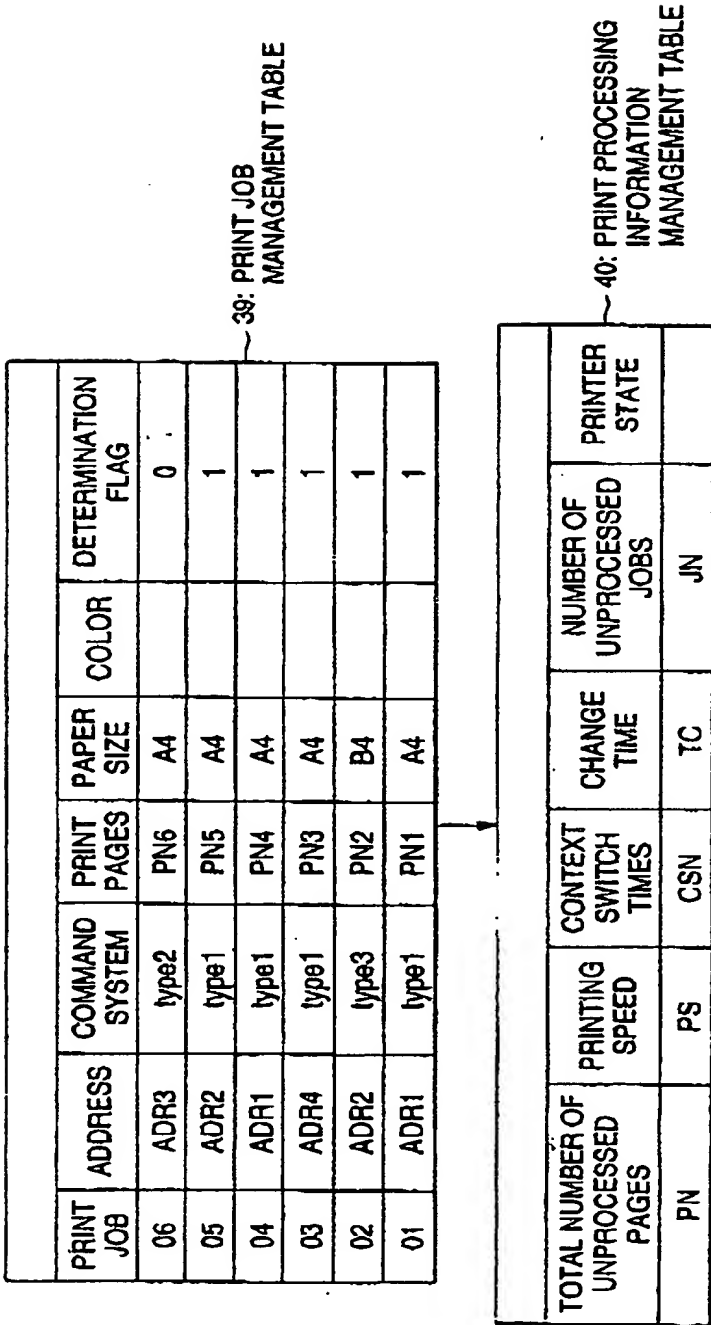 39: PRINT JOB
MANAGEMENT TABLE
PRINT JOB | ADDRESS | COMMAND SYSTEM | PRINT PAGES | PAPER SIZE | COLOR | DETERMINATION FLAG
06 | ADR3 | type2 | PN6 | A4 | | 0
05 | ADR2 | type1 | PN5 | A4 | | 1
04 | ADR1 | type1 | PN4 | A4 | | 1
03 | ADR4 | type1 | PN3 | A4 | | 1
02 | ADR2 | type3 | PN2 | B4 | | 1
01 | ADR1 | type1 | PN1 | A4 | | 1
40: PRINT PROCESSING
INFORMATION
MANAGEMENT TABLE
TOTAL NUMBER OF UNPROCESSED PAGES | PRINTING SPEED | CONTEXT SWITCH TIMES | CHANGE TIME | NUMBER OF UNPROCESSED JOBS | PRINTER STATE
PN | PS | CSN | TC | JN |